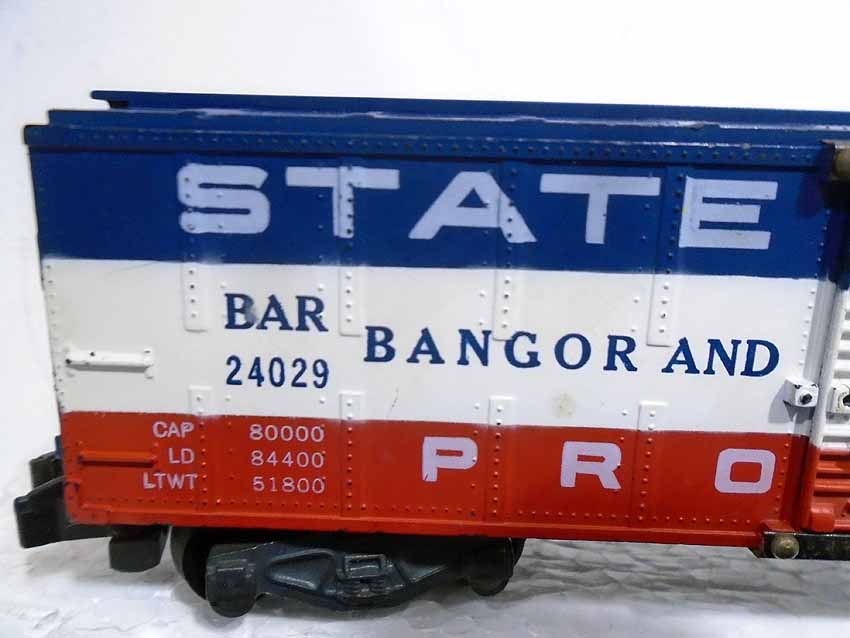 STATE
BAR
24029
BANGOR AND
CAP 80000
LD 84400
LTWT 51800
PRO